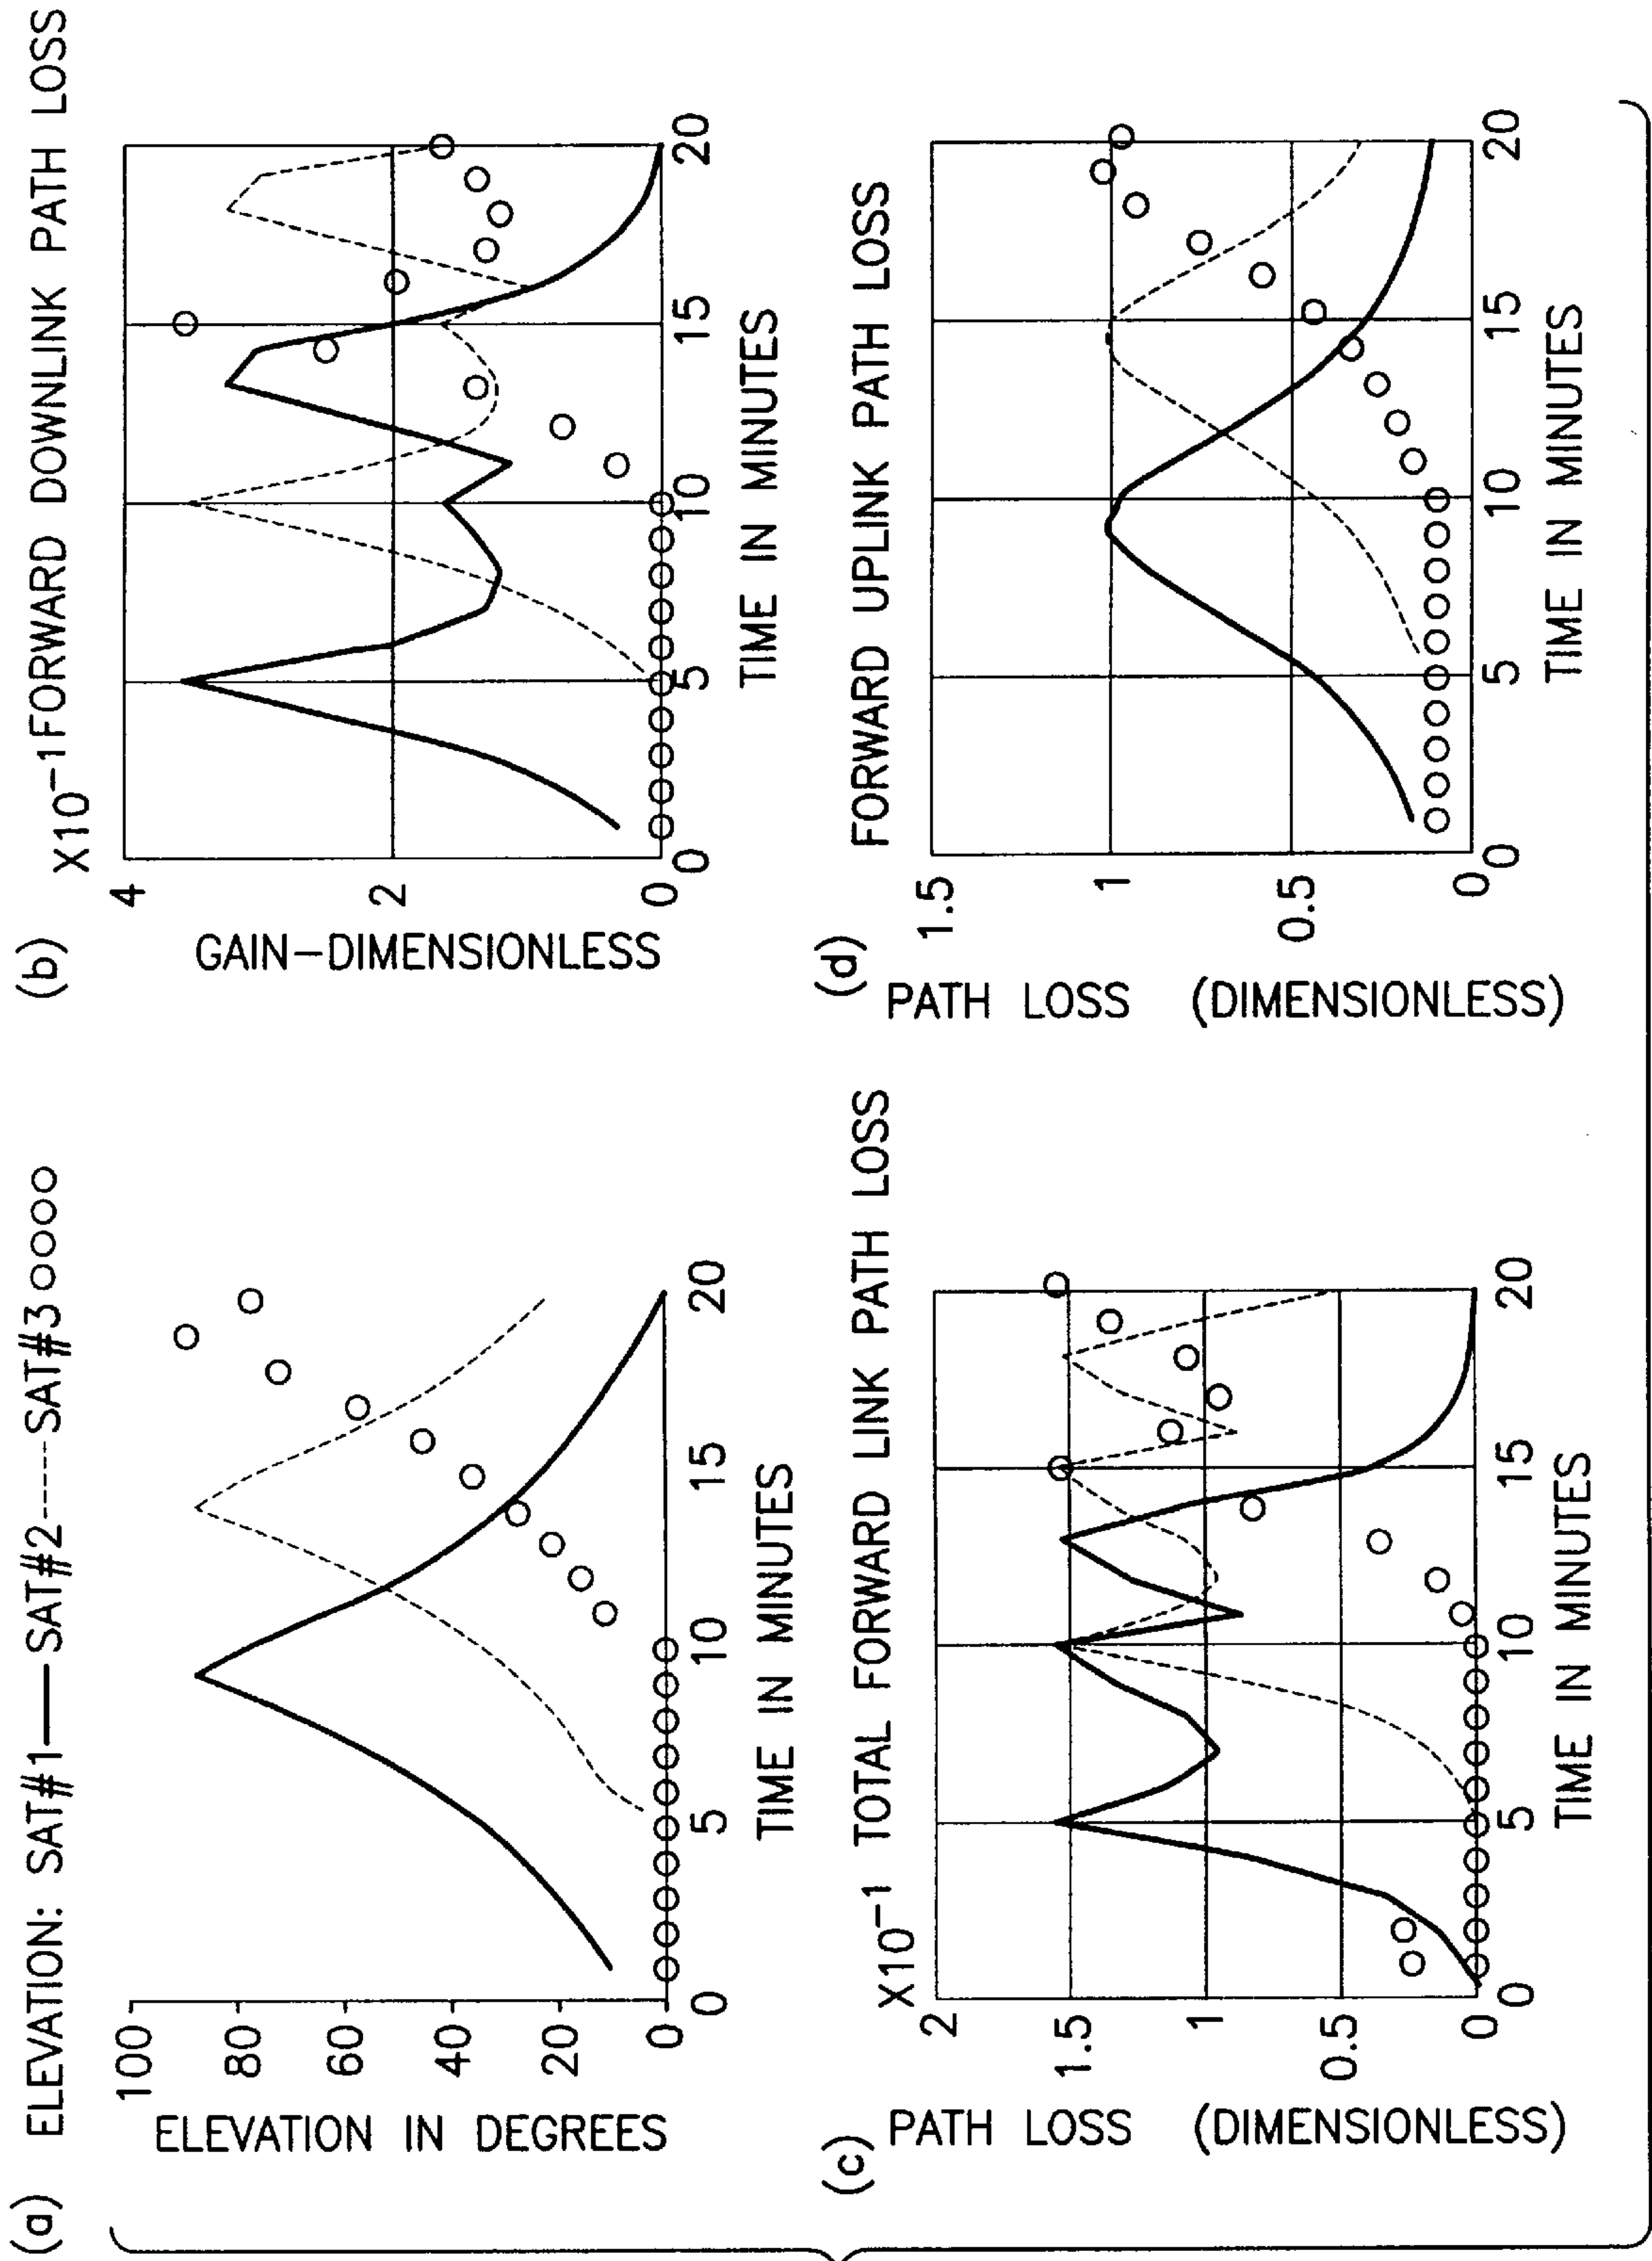 (a) ELEVATION: SAT#1 SAT#2 SAT#3
100
80
60
40
20
0
ELEVATION IN DEGREES
0 5 10 15 20
TIME IN MINUTES
(b) X10−1 FORWARD DOWNLINK PATH LOSS
4
2
0
GAIN-DIMENSIONLESS
0 5 10 15 20
TIME IN MINUTES
(c) X10−1 TOTAL FORWARD LINK PATH LOSS
2
1.5
1
0.5
0
PATH LOSS (DIMENSIONLESS)
0 5 10 15 20
TIME IN MINUTES
(d) FORWARD UPLINK PATH LOSS
1.5
1
0.5
0
PATH LOSS (DIMENSIONLESS)
0 5 10 15 20
TIME IN MINUTES